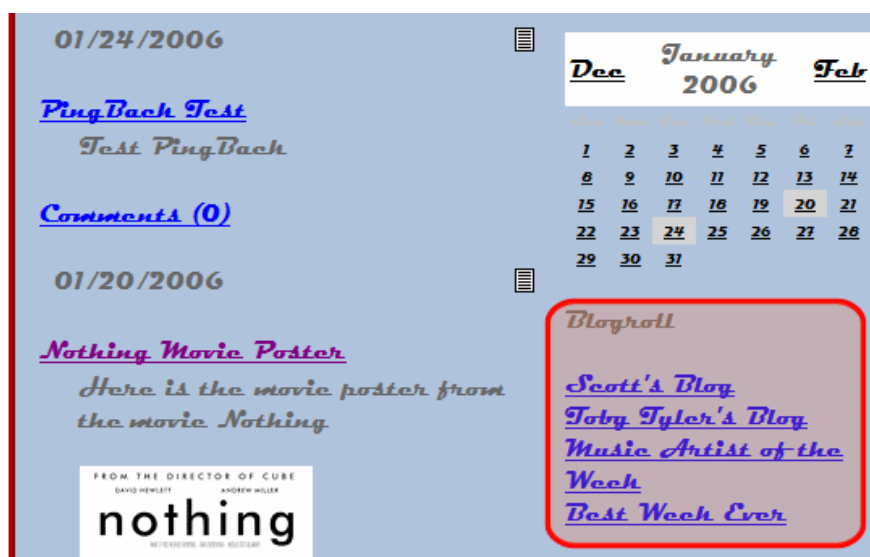 01/24/2006
PingBack Test
Test PingBack
Comments (0)
01/20/2006
Nothing Movie Poster
Here is the movie poster from
the movie Nothing
FROM THE DIRECTOR OF CUBE
DAVID HEWLETT ANDREW MILLER
nothing
Dec January 2006 Feb
1 2 3 4 5 6 7
8 9 10 11 12 13 14
15 16 17 18 19 20 21
22 23 24 25 26 27 28
29 30 31
Blogroll
Scott's Blog
Toby Tyler's Blog
Music Artist of the
Week
Best Week Ever